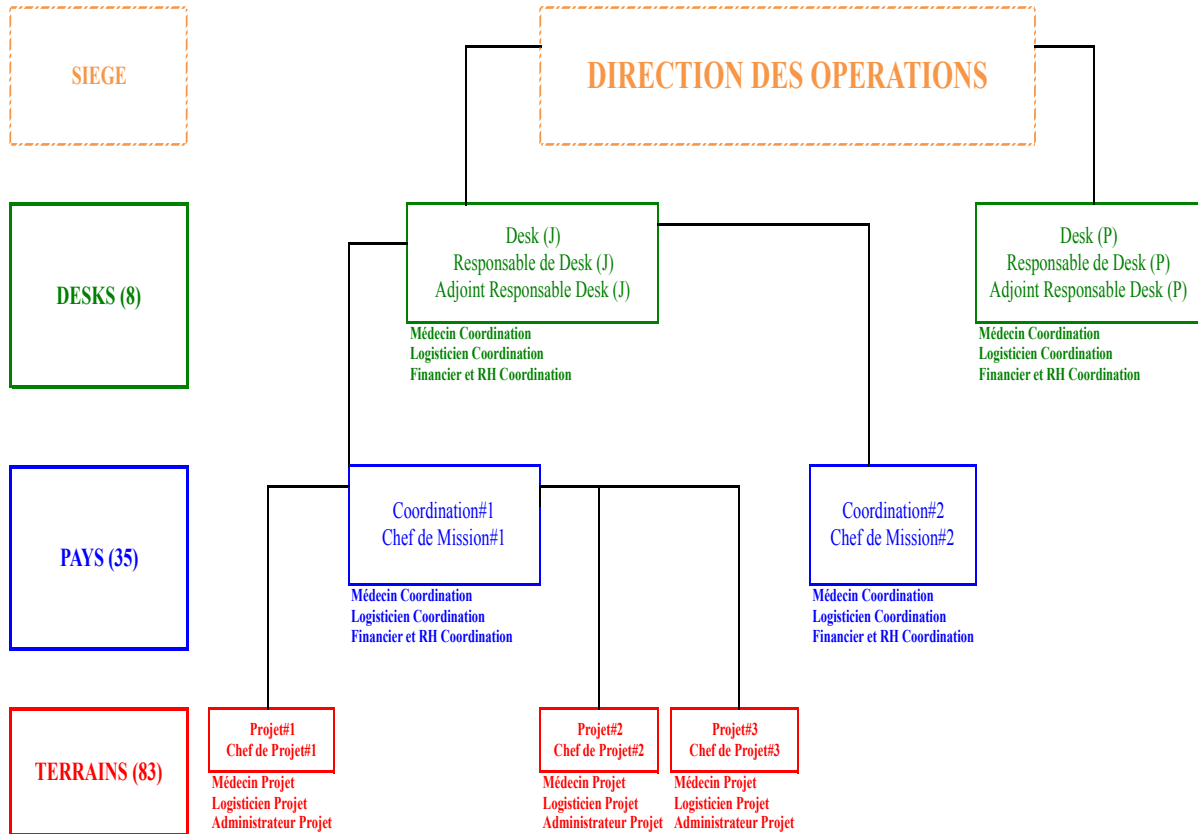 SIEGE
DIRECTION DES OPERATIONS
DESKS (8)
Desk (J)
Responsable de Desk (J)
Adjoint Responsable Desk (J)
Médecin Coordination
Logisticien Coordination
Financier et RH Coordination
Desk (P)
Responsable de Desk (P)
Adjoint Responsable Desk (P)
Médecin Coordination
Logisticien Coordination
Financier et RH Coordination
PAYS (35)
Coordination#1
Chef de Mission#1
Médecin Coordination
Logisticien Coordination
Financier et RH Coordination
Coordination#2
Chef de Mission#2
Médecin Coordination
Logisticien Coordination
Financier et RH Coordination
TERRAINS (83)
Projet#1
Chef de Projet#1
Médecin Projet
Logisticien Projet
Administrateur Projet
Projet#2
Chef de Projet#2
Médecin Projet
Logisticien Projet
Administrateur Projet
Projet#3
Chef de Projet#3
Médecin Projet
Logisticien Projet
Administrateur Projet